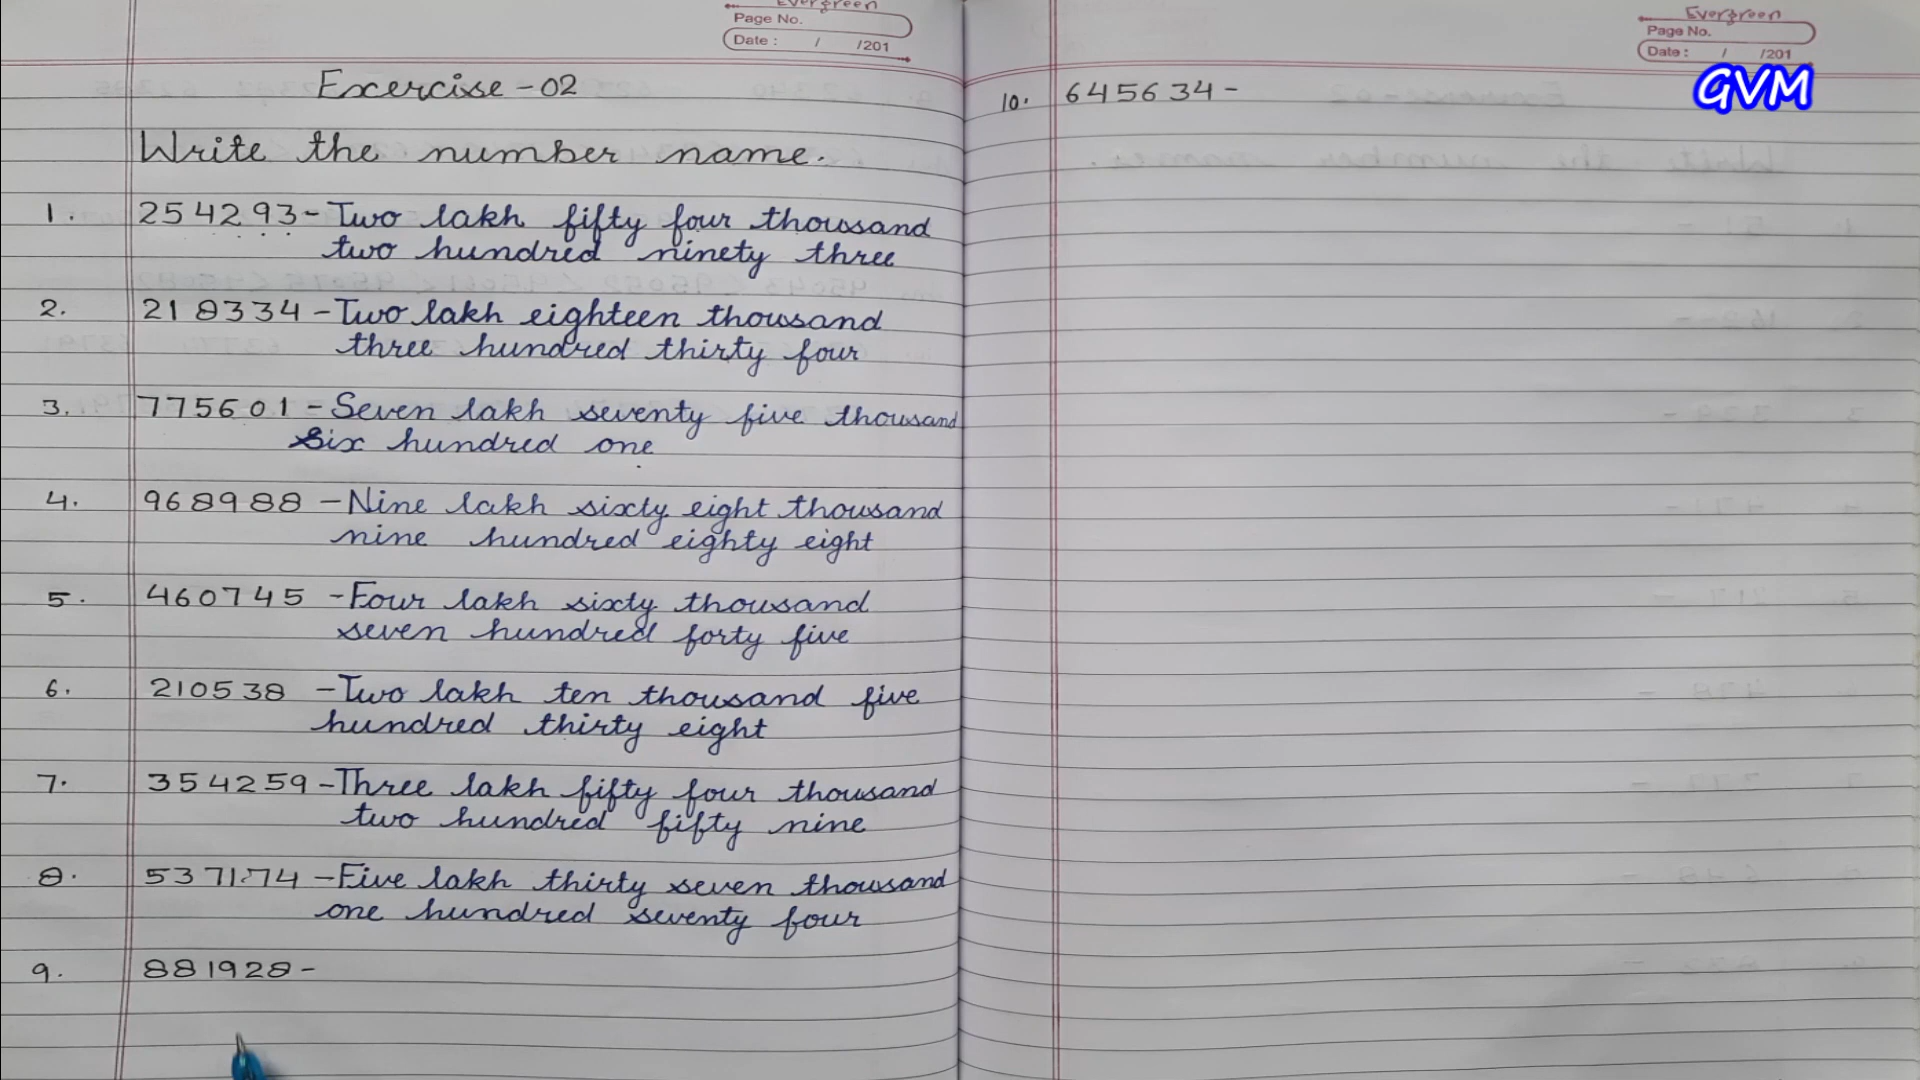 Evergreen
Page No.
Date : / /201
Excercise - 02
Write the number name.
1. 254293 - Two lakh fifty four thousand
two hundred ninety three
2. 218334 - Two lakh eighteen thousand
three hundred thirty four
3. 775601 - Seven lakh seventy five thousand
Six hundred one
4. 968988 - Nine lakh sixty eight thousand
nine hundred eighty eight
5. 460745 - Four lakh sixty thousand
seven hundred forty five
6. 210538 - Two lakh ten thousand five
hundred thirty eight
7. 354259 - Three lakh fifty four thousand
two hundred fifty nine
8. 537174 - Five lakh thirty seven thousand
one hundred seventy four
9. 881928 -
Evergreen
Page No.
Date : / /201
GVM
10. 645634 -